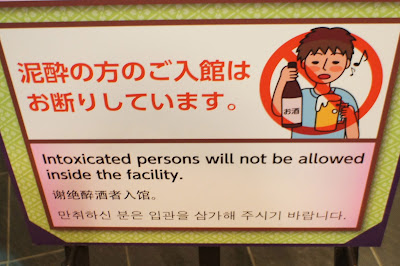 泥酔の方のご入館は
お断りしています。
お酒
Intoxicated persons will not be allowed
inside the facility.
谢绝醉酒者入馆。
만취하신 분은 입관을 삼가해 주시기 바랍니다.